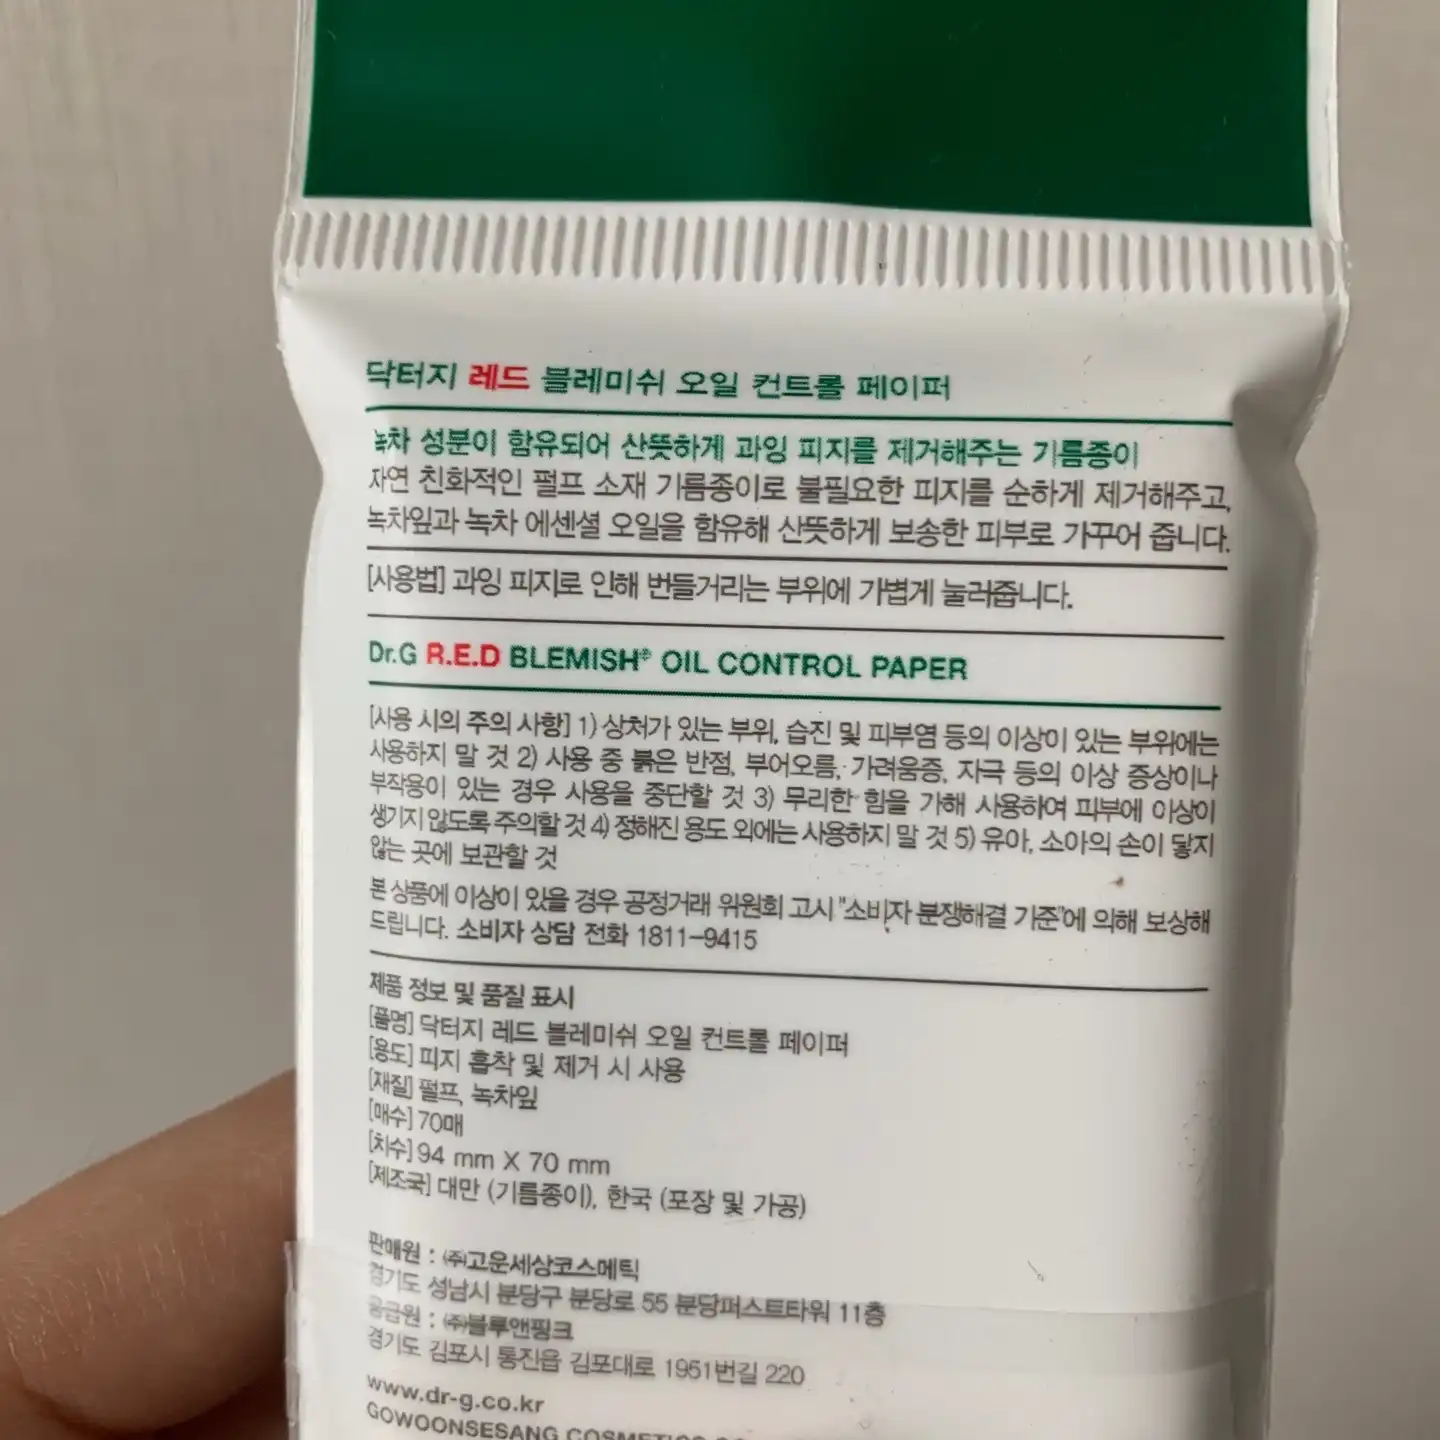 닥터지 레드 블레미쉬 오일 컨트롤 페이퍼
녹차 성분이 함유되어 산뜻하게 과잉 피지를 제거해주는 기름종이
자연 친화적인 펄프 소재 기름종이로 불필요한 피지를 순하게 제거해주고,
녹차잎과 녹차 에센셜 오일을 함유해 산뜻하게 보송한 피부로 가꾸어 줍니다.
[사용법] 과잉 피지로 인해 번들거리는 부위에 가볍게 눌러줍니다.
Dr.G R.E.D BLEMISH® OIL CONTROL PAPER
[사용 시의 주의 사항] 1) 상처가 있는 부위, 습진 및 피부염 등의 이상이 있는 부위에는
사용하지 말 것 2) 사용 중 붉은 반점, 부어오름, 가려움증, 자극 등의 이상 증상이나
부작용이 있는 경우 사용을 중단할 것 3) 무리한 힘을 가해 사용하여 피부에 이상이
생기지 않도록 주의할 것 4) 정해진 용도 외에는 사용하지 말 것 5) 유아, 소아의 손이 닿지
않는 곳에 보관할 것
본 상품에 이상이 있을 경우 공정거래 위원회 고시 "소비자 분쟁해결 기준"에 의해 보상해
드립니다. 소비자 상담 전화 1811-9415
제품 정보 및 품질 표시
[품명] 닥터지 레드 블레미쉬 오일 컨트롤 페이퍼
[용도] 피지 흡착 및 제거 시 사용
[재질] 펄프, 녹차잎
[매수] 70매
[치수] 94 mm X 70 mm
[제조국] 대만 (기름종이), 한국 (포장 및 가공)
판매원 : ㈜고운세상코스메틱
경기도 성남시 분당구 분당로 55 분당퍼스트타워 11층
공급원 : ㈜블루앤핑크
경기도 김포시 통진읍 김포대로 1951번길 220
www.dr-g.co.kr
GOWOONSESANG COSMETICS